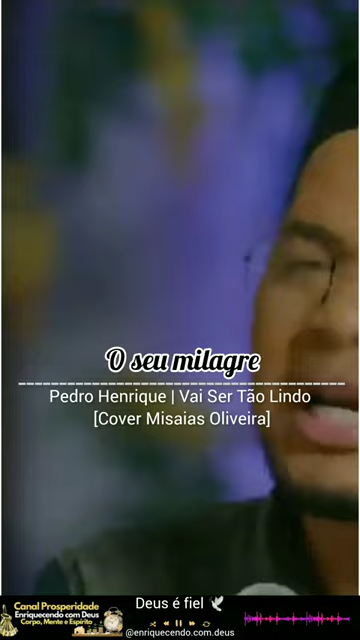 O seu milagre
Pedro Henrique | Vai Ser Tão Lindo
[Cover Misaias Oliveira]
Deus é fiel 🕊
Canal Prosperidade
Enriquecendo com Deus
Corpo, Mente e Espírito
@enriquecendo.com.deus